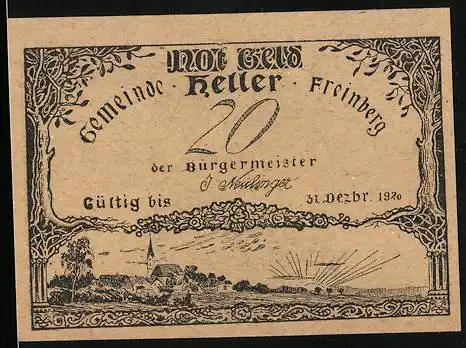 Not Geld
Gemeinde · Heller · Freinberg
20
der Bürgermeister
Gültig bis 31. Dezbr. 1920